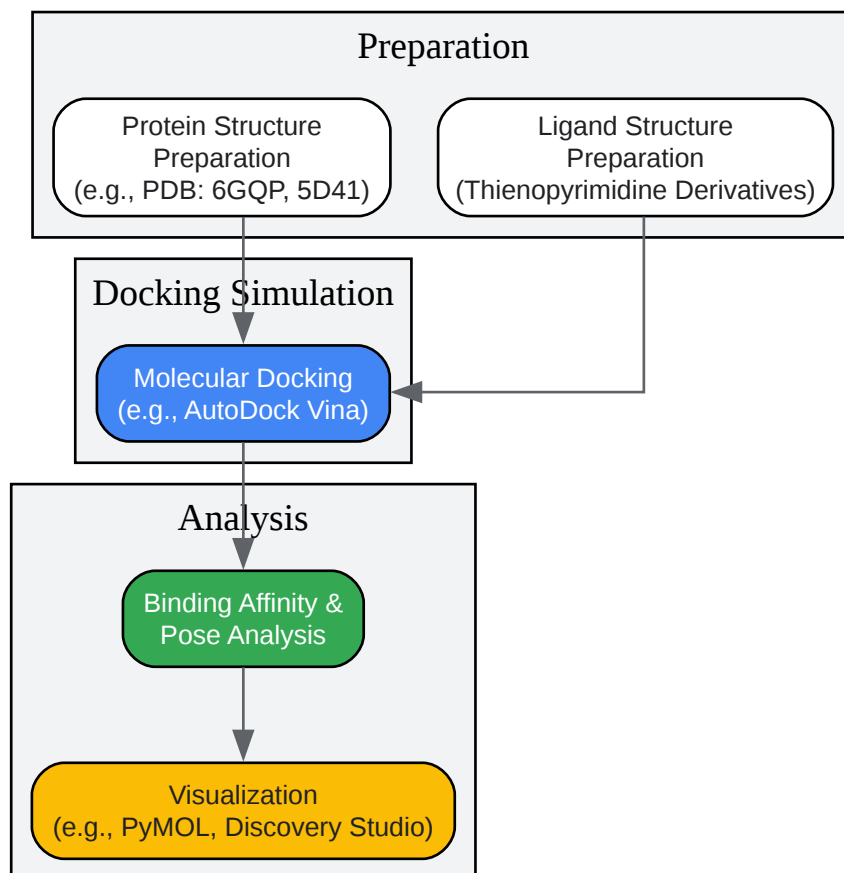 Preparation
Protein Structure
Preparation
(e.g., PDB: 6GQP, 5D41)
Ligand Structure
Preparation
(Thienopyrimidine Derivatives)
Docking Simulation
Molecular Docking
(e.g., AutoDock Vina)
Analysis
Binding Affinity &
Pose Analysis
Visualization
(e.g., PyMOL, Discovery Studio)